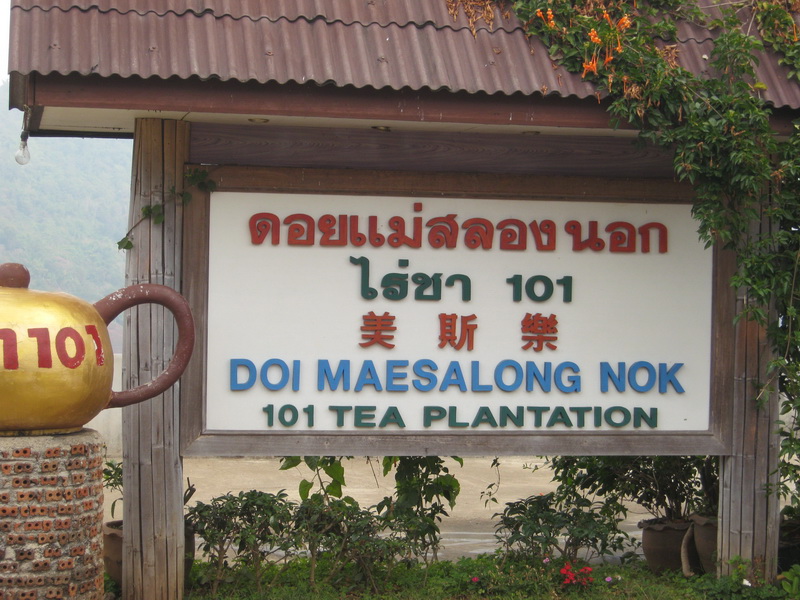 ดอยแม่สลองนอก
ไร่ชา 101
美斯樂
DOI MAESALONG NOK
101 TEA PLANTATION
1101